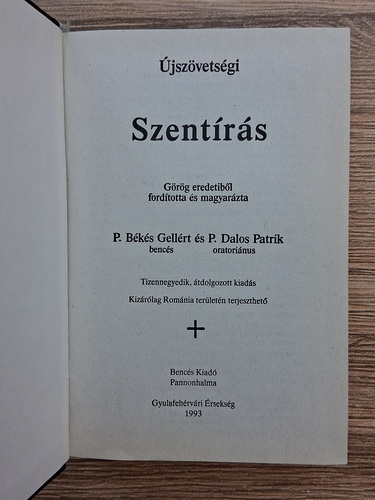 Újszövetségi
Szentírás
Görög eredetiből
fordította és magyarázta
P. Békés Gellért és P. Dalos Patrik
bencés oratoriánus
Tizennegyedik, átdolgozott kiadás
Kizárólag Románia területén terjeszthető
Bencés Kiadó
Pannonhalma
Gyulafehérvári Érsekség
1993